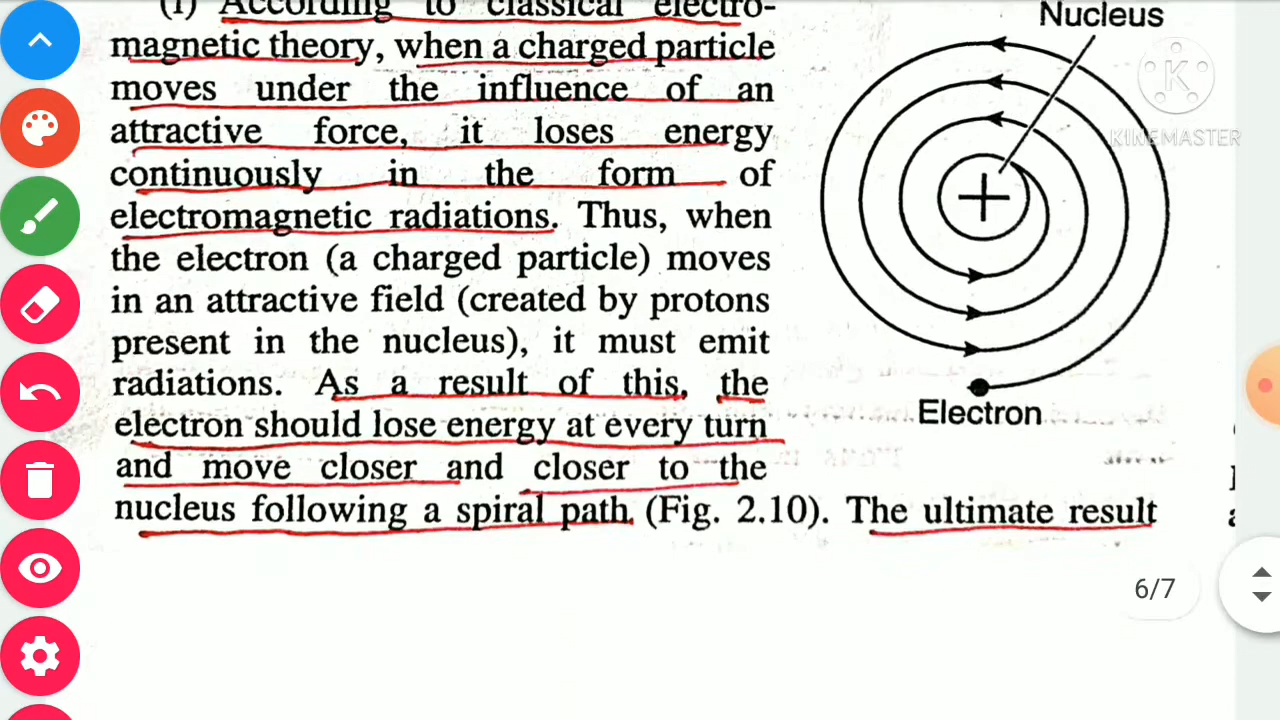 (i) According to classical electro-
magnetic theory, when a charged particle
moves under the influence of an
attractive force, it loses energy
continuously in the form of
electromagnetic radiations. Thus, when
the electron (a charged particle) moves
in an attractive field (created by protons
present in the nucleus), it must emit
radiations. As a result of this, the
electron should lose energy at every turn
and move closer and closer to the
nucleus following a spiral path (Fig. 2.10). The ultimate result
Nucleus
K
KINEMASTER
+
Electron
6/7